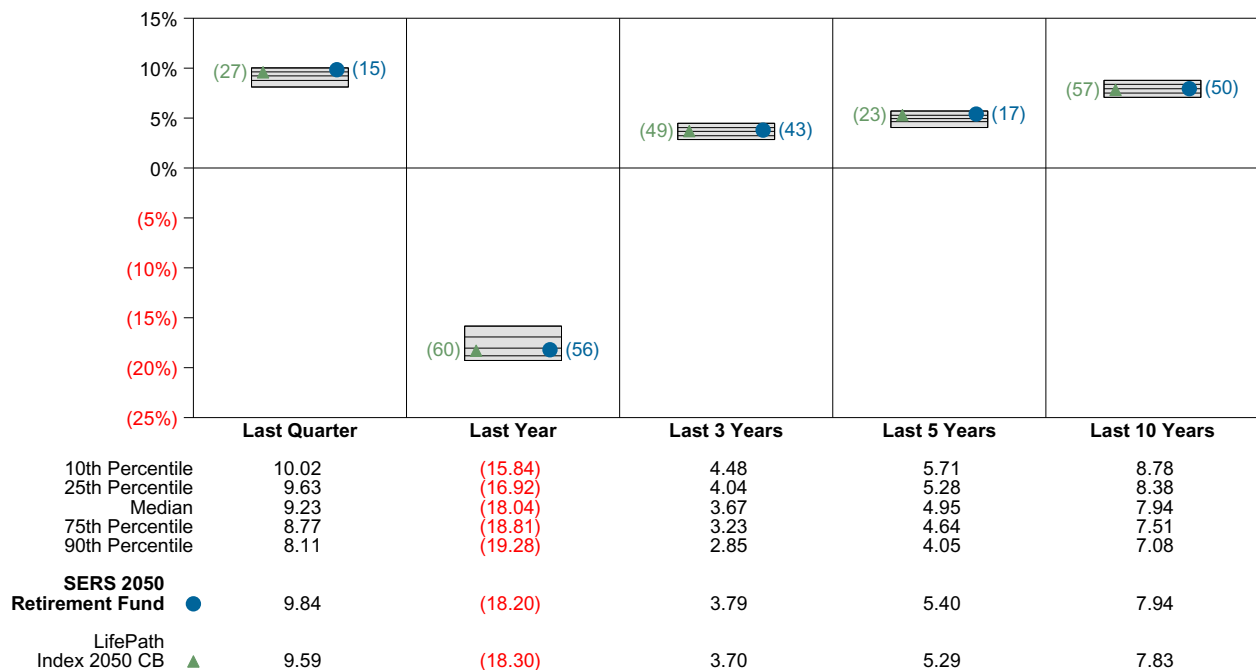 15%
10%
5%
0%
(5%)
(10%)
(15%)
(20%)
(25%)
(27) (15)
(60) (56)
(49) (43)
(23) (17)
(57) (50)
Last Quarter Last Year Last 3 Years Last 5 Years Last 10 Years
10th Percentile 10.02 (15.84) 4.48 5.71 8.78
25th Percentile 9.63 (16.92) 4.04 5.28 8.38
Median 9.23 (18.04) 3.67 4.95 7.94
75th Percentile 8.77 (18.81) 3.23 4.64 7.51
90th Percentile 8.11 (19.28) 2.85 4.05 7.08
SERS 2050
Retirement Fund 9.84 (18.20) 3.79 5.40 7.94
LifePath
Index 2050 CB 9.59 (18.30) 3.70 5.29 7.83